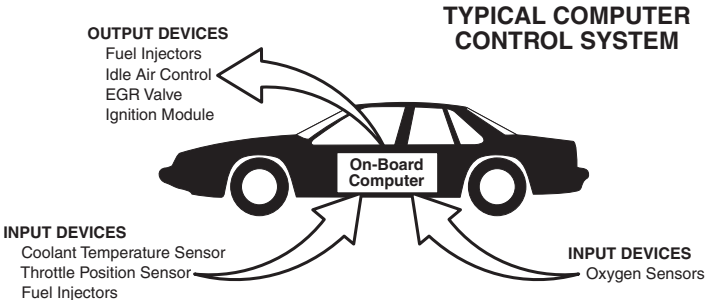 TYPICAL COMPUTER
CONTROL SYSTEM
OUTPUT DEVICES
Fuel Injectors
Idle Air Control
EGR Valve
Ignition Module
On-Board
Computer
INPUT DEVICES
Coolant Temperature Sensor
Throttle Position Sensor
Fuel Injectors
INPUT DEVICES
Oxygen Sensors